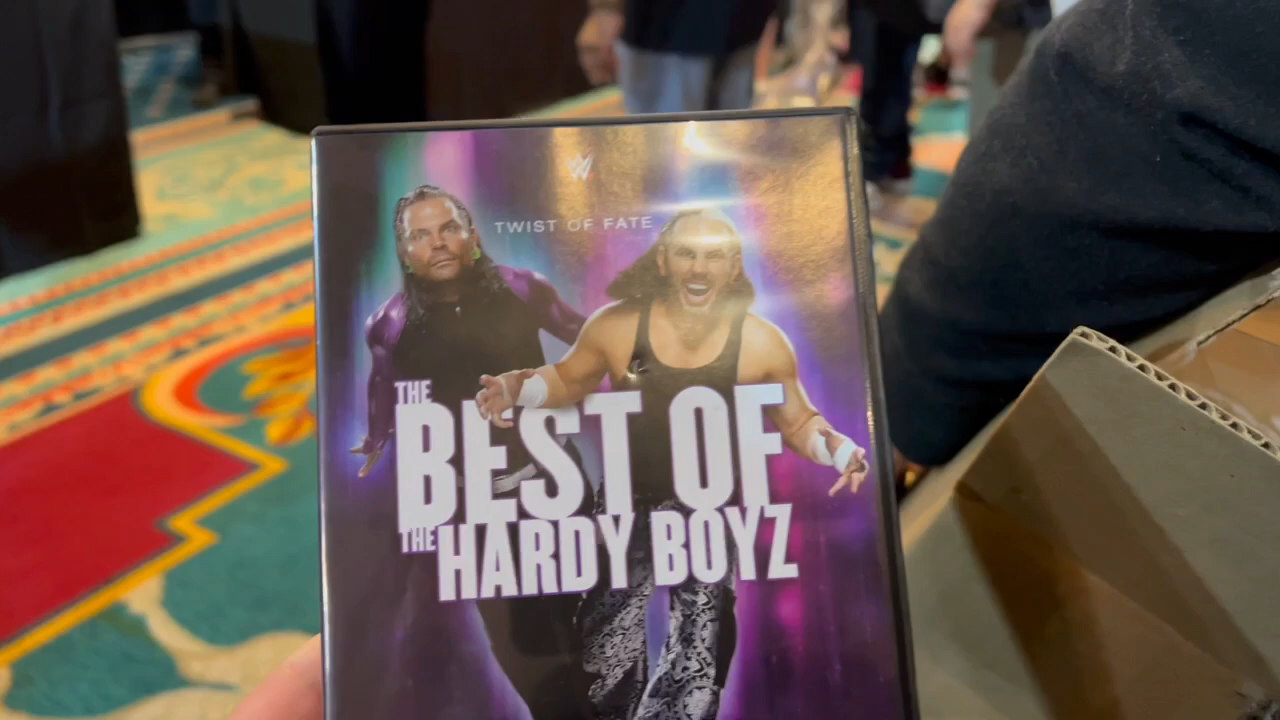 W
TWIST OF FATE
THE
BEST OF
THE
HARDY BOYZ